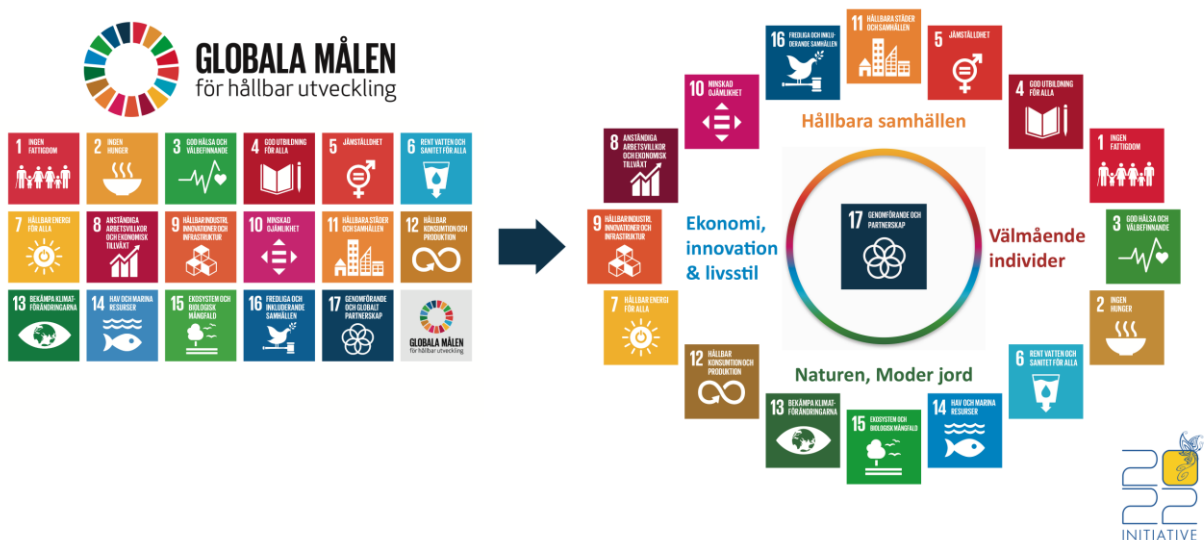 GLOBALA MÅLEN
för hållbar utveckling
1 INGEN
FATTIGDOM
2 INGEN
HUNGER
3 GOD HÄLSA OCH
VÄLBEFINNANDE
4 GOD UTBILDNING
FÖR ALLA
5 JÄMSTÄLLDHET
6 RENT VATTEN OCH
SANITET FÖR ALLA
7 HÅLLBAR ENERGI
FÖR ALLA
8 ANSTÄNDIGA
ARBETSVILLKOR
OCH EKONOMISK
TILLVÄXT
9 HÅLLBAR INDUSTRI,
INNOVATIONER OCH
INFRASTRUKTUR
10 MINSKAD
OJÄMLIKHET
11 HÅLLBARA STÄDER
OCH SAMHÄLLEN
12 HÅLLBAR
KONSUMTION OCH
PRODUKTION
13 BEKÄMPA KLIMAT-
FÖRÄNDRINGARNA
14 HAV OCH MARINA
RESURSER
15 EKOSYSTEM OCH
BIOLOGISK
MÅNGFALD
16 FREDLIGA OCH
INKLUDERANDE
SAMHÄLLEN
17 GENOMFÖRANDE
OCH GLOBALT
PARTNERSKAP
GLOBALA MÅLEN
för hållbar utveckling
11 HÅLLBARA STÄDER
OCH SAMHÄLLEN
16 FREDLIGA OCH INKLU-
DERANDE SAMHÄLLEN
5 JÄMSTÄLLDHET
10 MINSKAD
OJÄMLIKHET
4 GOD UTBILDNING
FÖR ALLA
Hållbara samhällen
8 ANSTÄNDIGA
ARBETSVILLKOR
OCH EKONOMISK
TILLVÄXT
1 INGEN
FATTIGDOM
9 HÅLLBAR INDUSTRI,
INNOVATIONER OCH
INFRASTRUKTUR
Ekonomi,
innovation
& livsstil
17 GENOMFÖRANDE OCH
PARTNERSKAP
Välmående
individer
3 GOD HÄLSA OCH
VÄLBEFINNANDE
7 HÅLLBAR ENERGI
FÖR ALLA
2 INGEN
HUNGER
12 HÅLLBAR
KONSUMTION OCH
PRODUKTION
6 RENT VATTEN OCH
SANITET FÖR ALLA
Naturen, Moder jord
13 BEKÄMPA KLIMAT-
FÖRÄNDRINGARNA
15 EKOSYSTEM OCH
BIOLOGISK MÅNGFALD
14 HAV OCH MARINA
RESURSER
2022
INITIATIVE